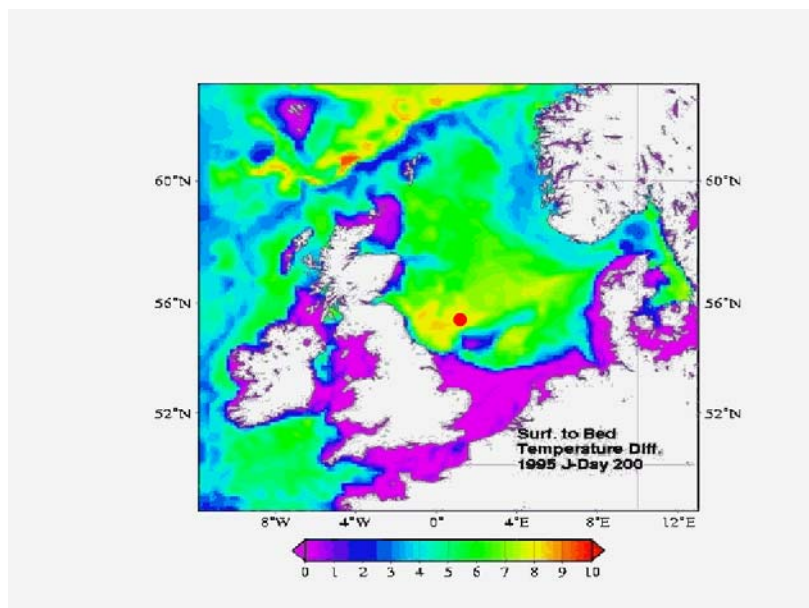 60°N 60°N
56°N 56°N
52°N 52°N
Surf. to Bed
Temperature Diff.
1995 J-Day 200
8°W 4°W 0° 4°E 8°E 12°E
0 1 2 3 4 5 6 7 8 9 10